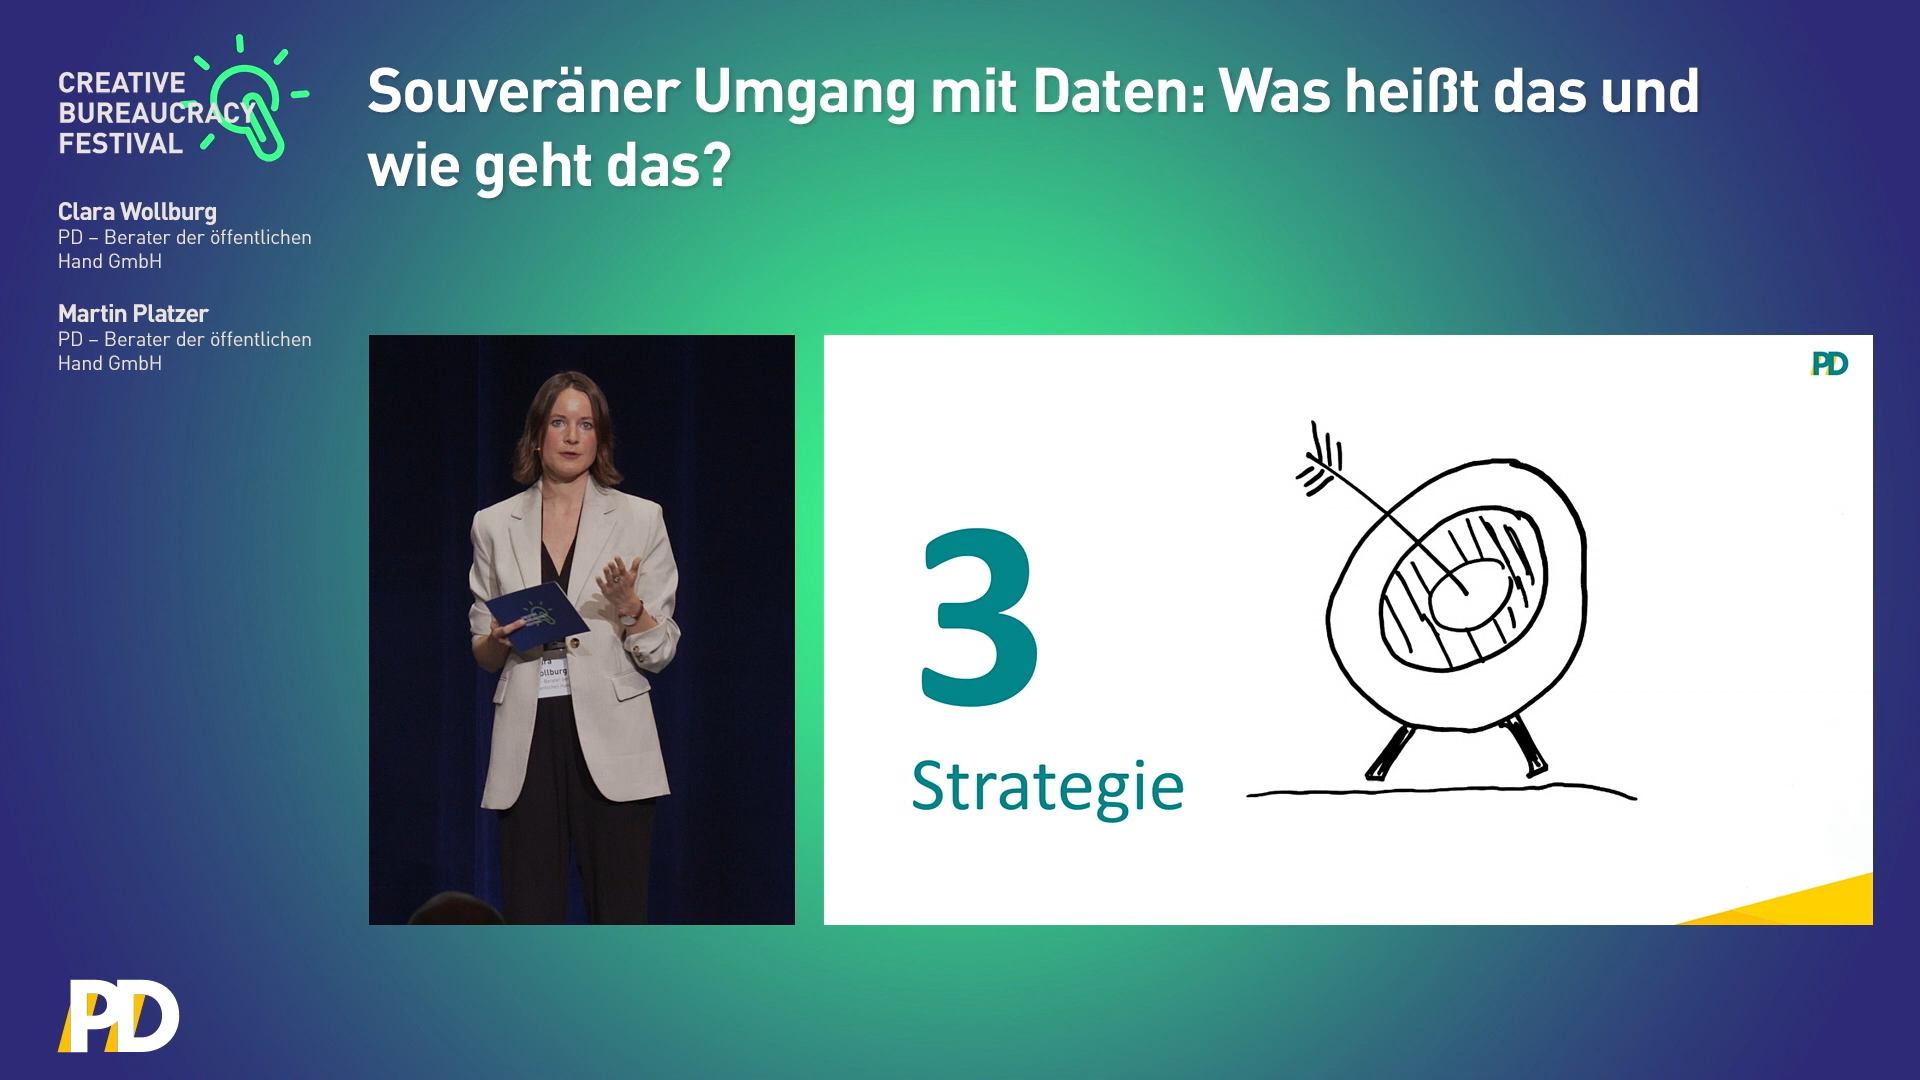 CREATIVE
BUREAUCRACY
FESTIVAL
Souveräner Umgang mit Daten: Was heißt das und
wie geht das?
Clara Wollburg
PD – Berater der öffentlichen
Hand GmbH
Martin Platzer
PD – Berater der öffentlichen
Hand GmbH
ollburg
PD
3
Strategie
PD